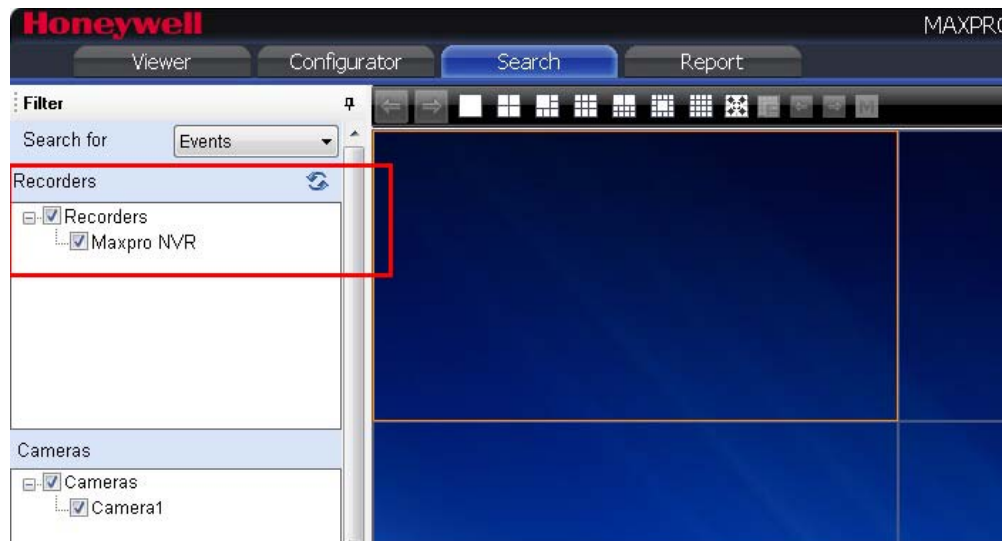 Honeywell
MAXPRO
Viewer Configurator Search Report
Filter
Search for Events
Recorders
Recorders
Maxpro NVR
Cameras
Cameras
Camera1
M